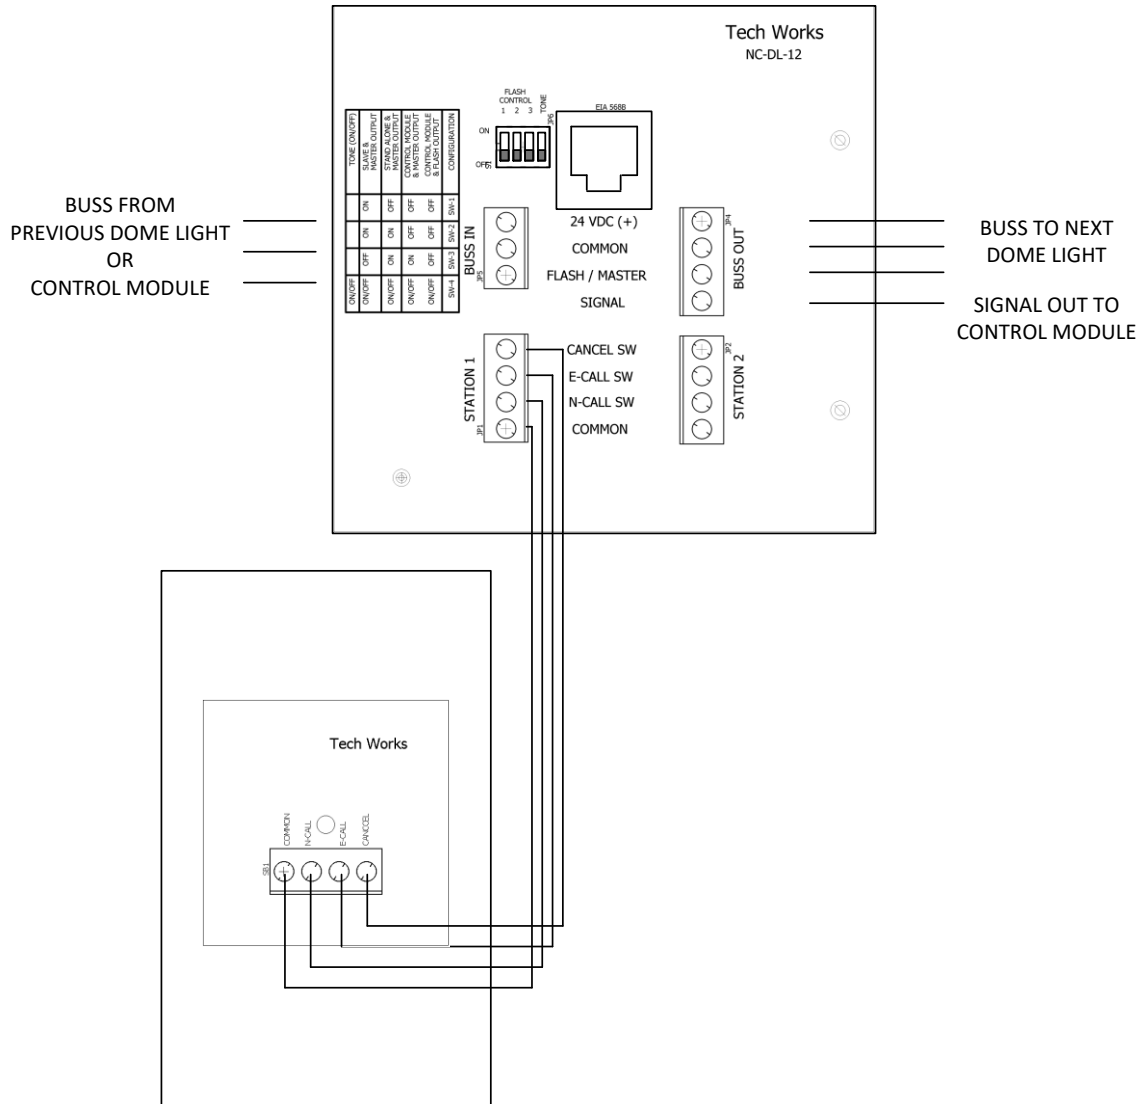 Tech Works
NC-DL-12
FLASH
CONTROL
1 2 3 TONE
JP6
ON
OFF
EIA 568B
CONFIGURATION SW-1 SW-2 SW-3 SW-4
CONTROL MODULE
& FLASH OUTPUT OFF OFF OFF ON/OFF
CONTROL MODULE
& MASTER OUTPUT OFF OFF ON ON/OFF
STAND ALONE &
MASTER OUTPUT OFF ON ON ON/OFF
SLAVE &
MASTER OUTPUT ON ON OFF ON/OFF
TONE (ON/OFF) ON/OFF
BUSS FROM
PREVIOUS DOME LIGHT
OR
CONTROL MODULE
BUSS IN
JP5
24 VDC (+)
COMMON
FLASH / MASTER
SIGNAL
JP4
BUSS OUT
BUSS TO NEXT
DOME LIGHT
SIGNAL OUT TO
CONTROL MODULE
STATION 1
JP1
CANCEL SW
E-CALL SW
N-CALL SW
COMMON
JP2
STATION 2
Tech Works
COMMON
N-CALL
E-CALL
CANCEL
SB1